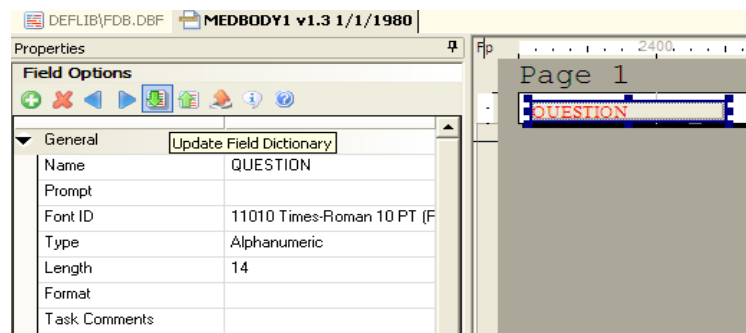 DEFLIB\FDB.DBF MEDBODY1 v1.3 1/1/1980
Properties
Field Options
Update Field Dictionary
General
Name QUESTION
Prompt
Font ID 11010 Times-Roman 10 PT (F
Type Alphanumeric
Length 14
Format
Task Comments
Fp 2400
Page 1
QUESTION